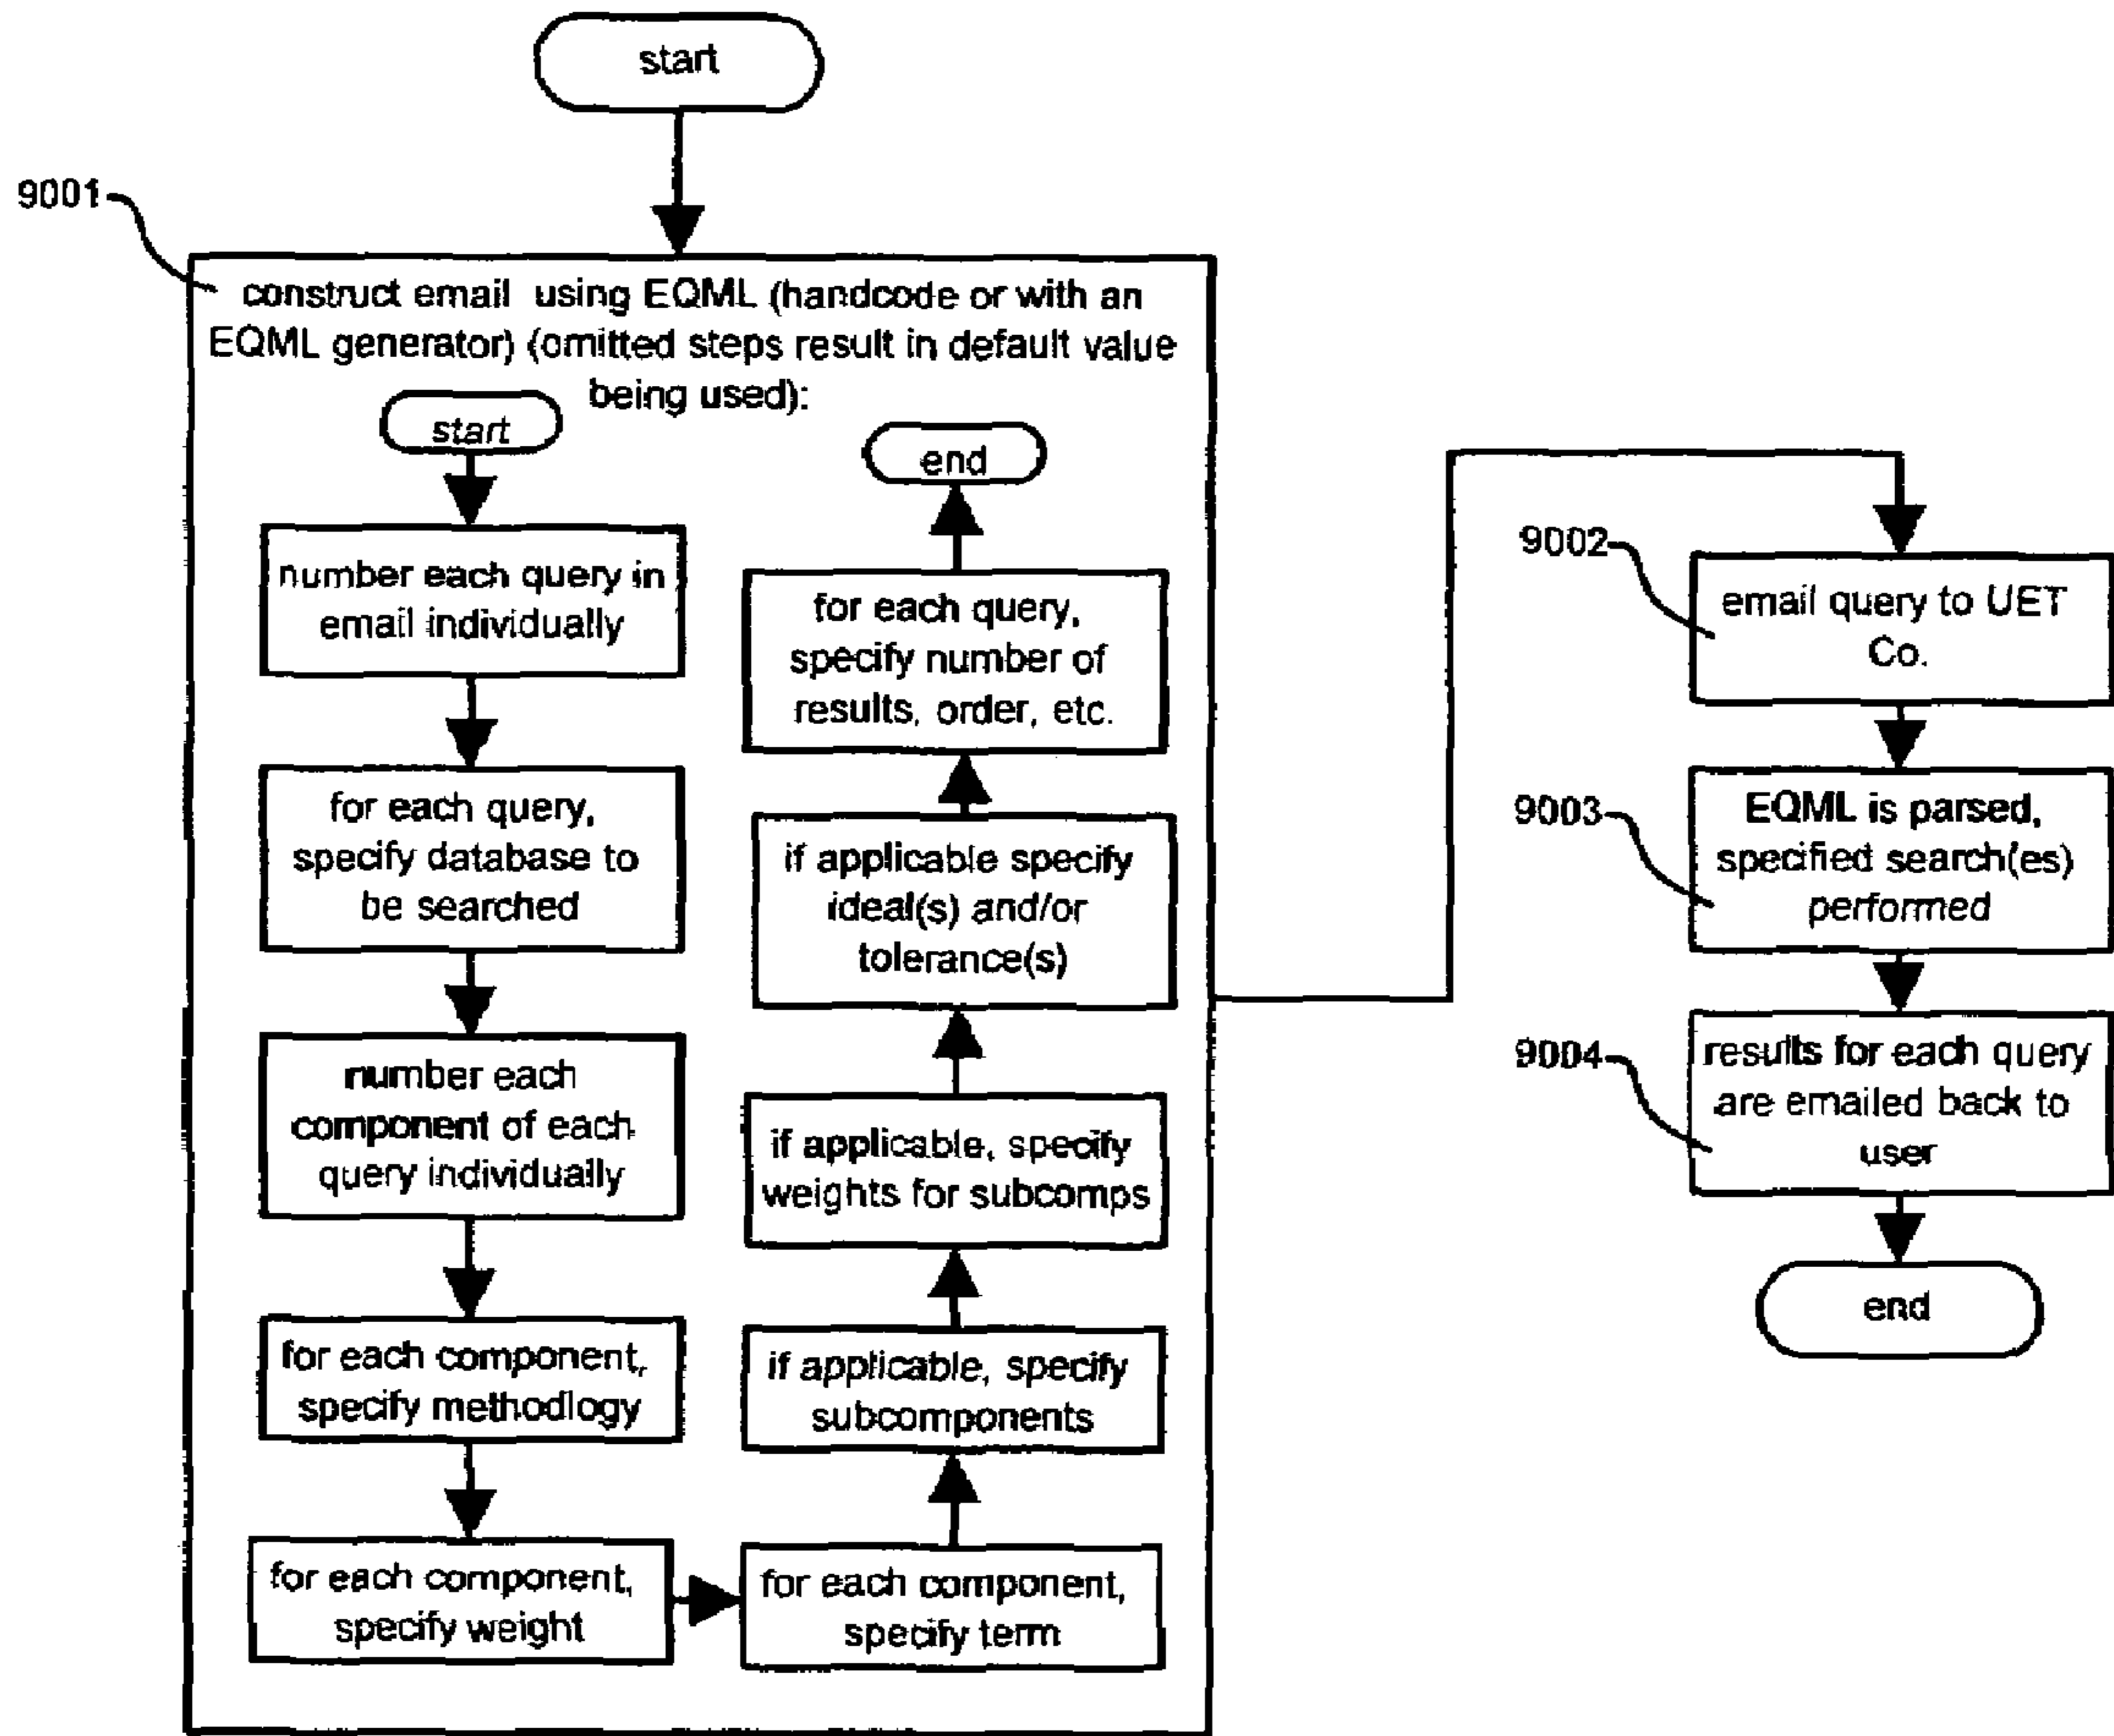 start
9001
construct email using EQML (handcode or with an
EQML generator) (omitted steps result in default value
being used):
start
number each query in
email individually
for each query,
specify database to
be searched
number each
component of each
query individually
for each component,
specify methodlogy
for each component,
specify weight
for each component,
specify term
if applicable, specify
subcomponents
if applicable, specify
weights for subcomps
if applicable specify
ideal(s) and/or
tolerance(s)
for each query,
specify number of
results, order, etc.
end
9002
email query to UET
Co.
9003
EQML is parsed,
specified search(es)
performed
9004
results for each query
are emailed back to
user
end